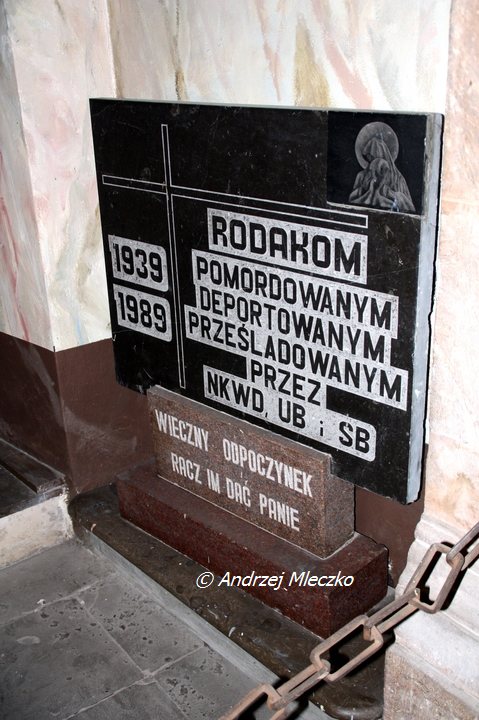 1939
1989
RODAKOM
POMORDOWANYM
DEPORTOWANYM
PRZEŚLADOWANYM
PRZEZ
NKWD, UB i SB
WIECZNY ODPOCZYNEK
RACZ IM DAĆ PANIE
© Andrzej Mleczko